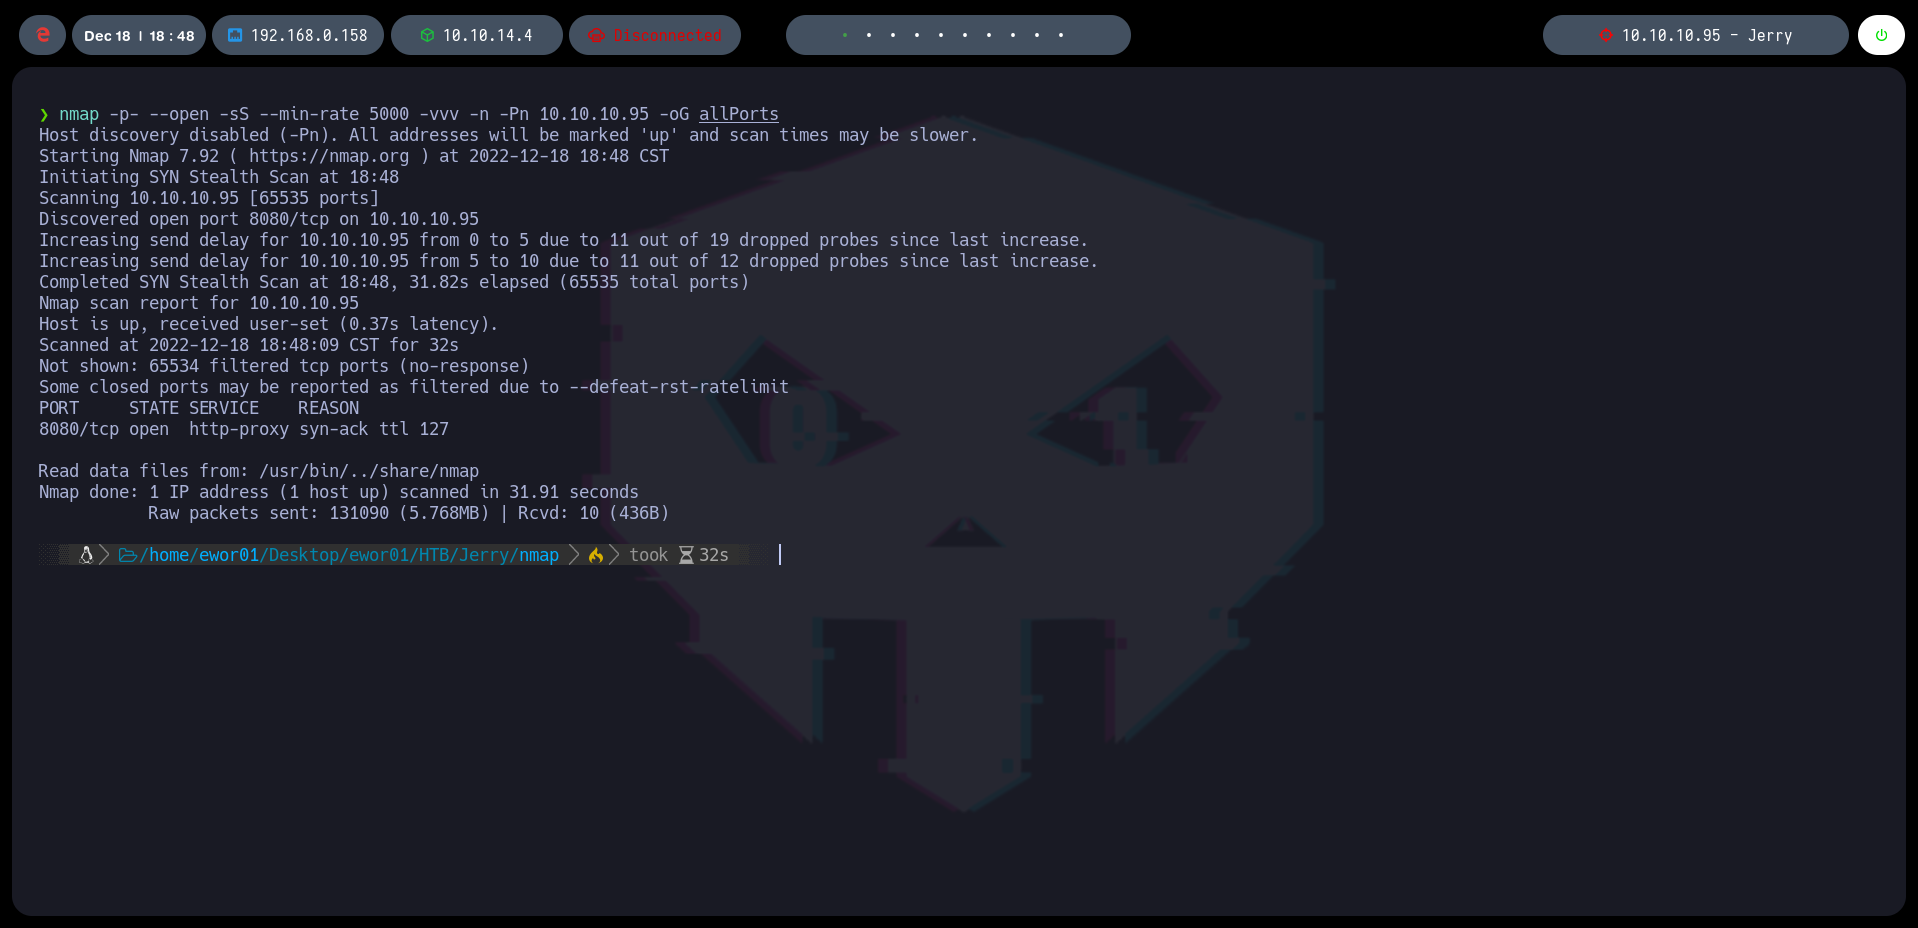 Dec 18 | 18 : 48
192.168.0.158
10.10.14.4
Disconnected
10.10.10.95 - Jerry
❯ nmap -p- --open -sS --min-rate 5000 -vvv -n -Pn 10.10.10.95 -oG allPorts
Host discovery disabled (-Pn). All addresses will be marked 'up' and scan times may be slower.
Starting Nmap 7.92 ( https://nmap.org ) at 2022-12-18 18:48 CST
Initiating SYN Stealth Scan at 18:48
Scanning 10.10.10.95 [65535 ports]
Discovered open port 8080/tcp on 10.10.10.95
Increasing send delay for 10.10.10.95 from 0 to 5 due to 11 out of 19 dropped probes since last increase.
Increasing send delay for 10.10.10.95 from 5 to 10 due to 11 out of 12 dropped probes since last increase.
Completed SYN Stealth Scan at 18:48, 31.82s elapsed (65535 total ports)
Nmap scan report for 10.10.10.95
Host is up, received user-set (0.37s latency).
Scanned at 2022-12-18 18:48:09 CST for 32s
Not shown: 65534 filtered tcp ports (no-response)
Some closed ports may be reported as filtered due to --defeat-rst-ratelimit
PORT     STATE SERVICE    REASON
8080/tcp open  http-proxy syn-ack ttl 127
Read data files from: /usr/bin/../share/nmap
Nmap done: 1 IP address (1 host up) scanned in 31.91 seconds
           Raw packets sent: 131090 (5.768MB) | Rcvd: 10 (436B)
/home/ewor01/Desktop/ewor01/HTB/Jerry/nmap took 32s
0 1